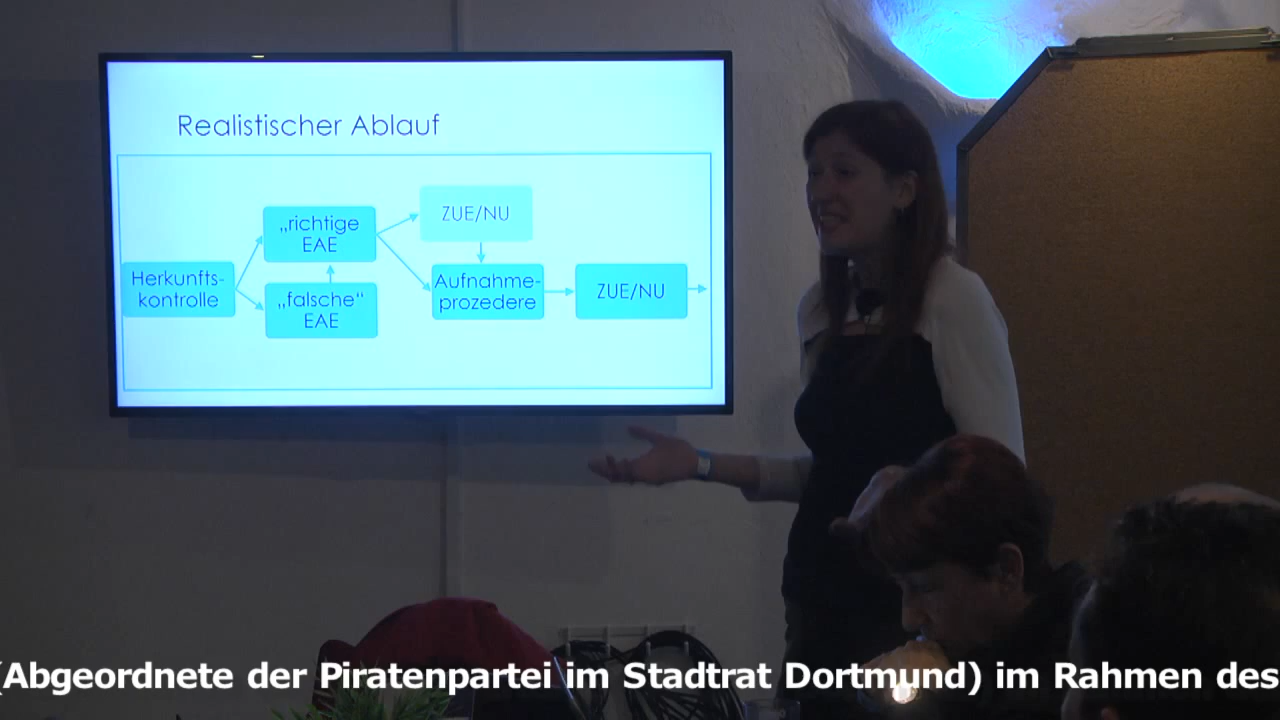 Realistischer Ablauf
ZUE/NU
„richtige
EAE
Herkunfts-
kontrolle
„falsche“
EAE
Aufnahme-
prozedere
ZUE/NU
(Abgeordnete der Piratenpartei im Stadtrat Dortmund) im Rahmen des